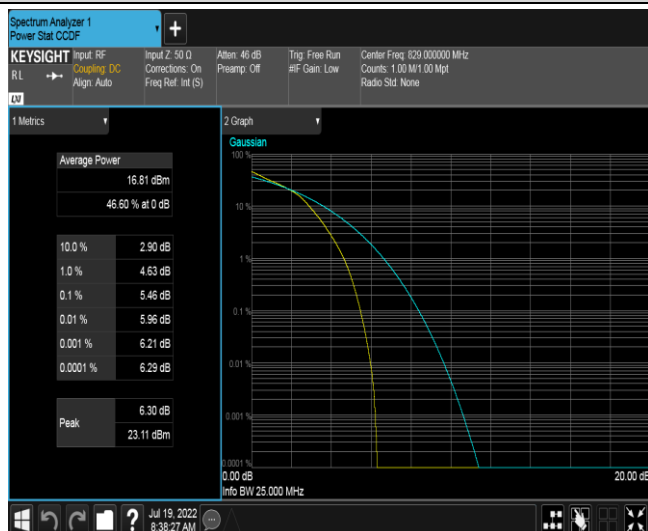 Spectrum Analyzer 1
Power Stat CCDF
KEYSIGHT
RL
LXI
Input: RF
Coupling: DC
Align: Auto
Input Z: 50 Ω
Corrections: On
Freq Ref: Int (S)
Atten: 46 dB
Preamp: Off
Trig: Free Run
#IF Gain: Low
Center Freq: 829.000000 MHz
Counts: 1.00 M/1.00 Mpt
Radio Std: None
1 Metrics
Average Power
16.81 dBm
46.60 % at 0 dB
10.0 % 2.90 dB
1.0 % 4.63 dB
0.1 % 5.46 dB
0.01 % 5.96 dB
0.001 % 6.21 dB
0.0001 % 6.29 dB
Peak
6.30 dB
23.11 dBm
2 Graph
Gaussian
100 %
10 %
1 %
0.1 %
0.01 %
0.001 %
0.0001 %
0.00 dB 20.00 dB
Info BW 25.000 MHz
? Jul 19, 2022
8:38:27 AM